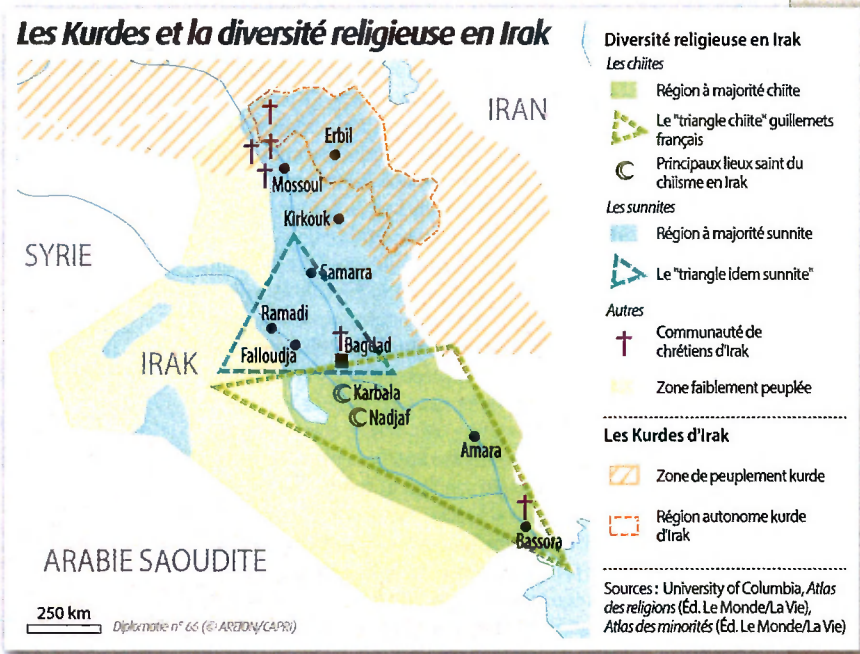 Les Kurdes et la diversité religieuse en Irak
IRAN
Erbil
Mossoul
Kirkouk
SYRIE
Samarra
Ramadi
Bagdad
Falloudja
IRAK
Karbala
Nadjaf
Amara
Bassora
ARABIE SAOUDITE
250 km
Diplomatie n° 66 (© AREION/CAPRI)
Diversité religieuse en Irak
Les chiites
Région à majorité chiite
Le "triangle chiite" guillemets
français
Principaux lieux saint du
chiisme en Irak
Les sunnites
Région à majorité sunnite
Le "triangle idem sunnite"
Autres
Communauté de
chrétiens d'Irak
Zone faiblement peuplée
Les Kurdes d'Irak
Zone de peuplement kurde
Région autonome kurde
d'Irak
Sources : University of Columbia, Atlas
des religions (Éd. Le Monde/La Vie),
Atlas des minorités (Éd. Le Monde/La Vie)